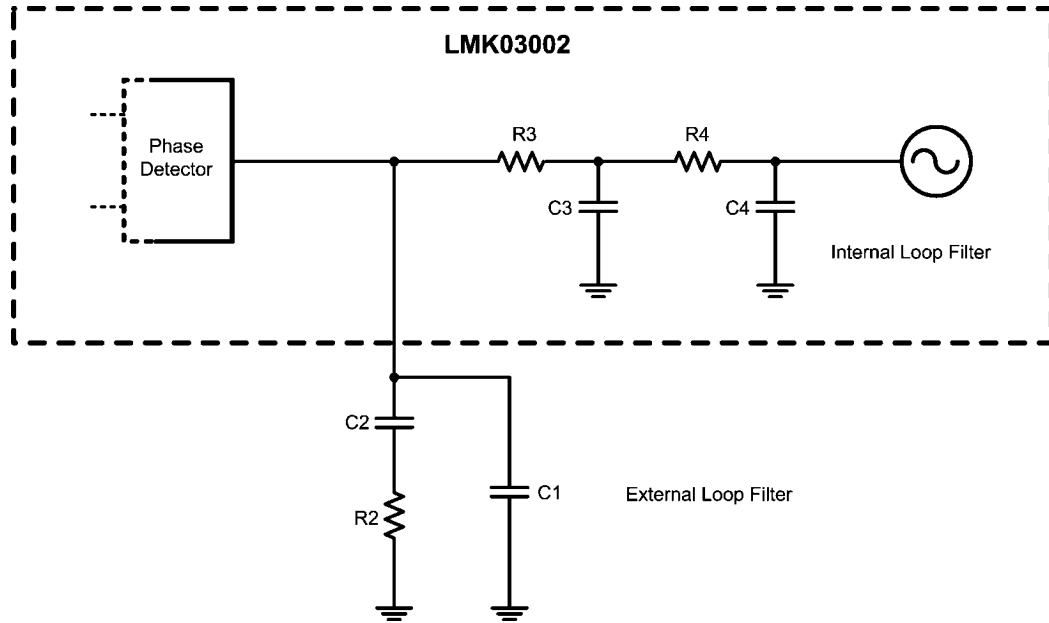 LMK03002
Phase
Detector
R3
R4
C3
C4
Internal Loop Filter
C2
R2
C1
External Loop Filter